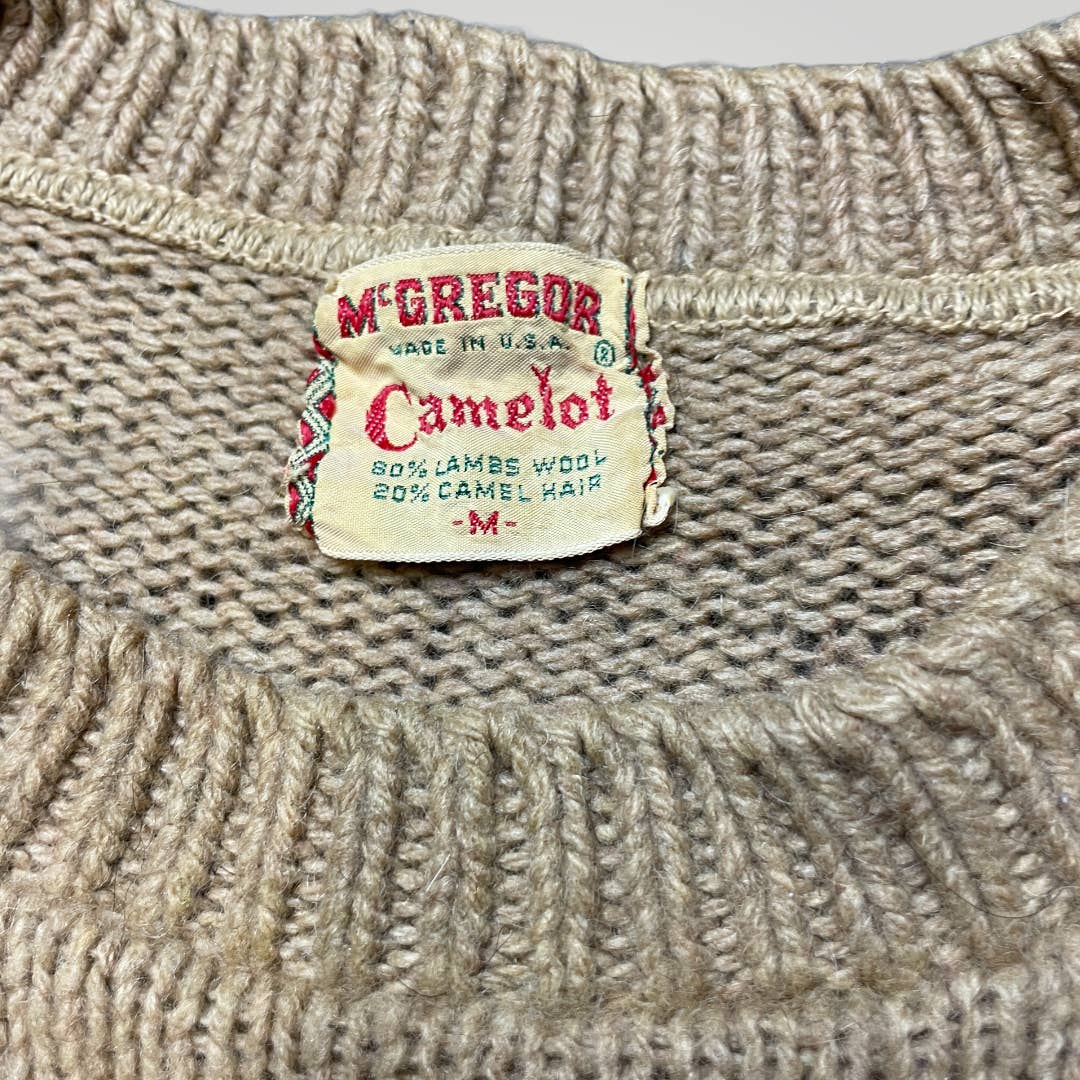 McGREGOR
MADE IN U.S.A. ®
Camelot
80% LAMBS WOOL
20% CAMEL HAIR
-M-